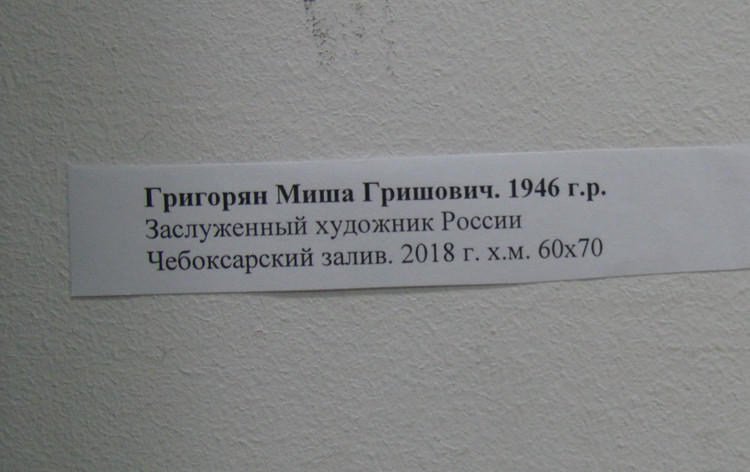 Григорян Миша Гришович. 1946 г.р.
Заслуженный художник России
Чебоксарский залив. 2018 г. х.м. 60х70